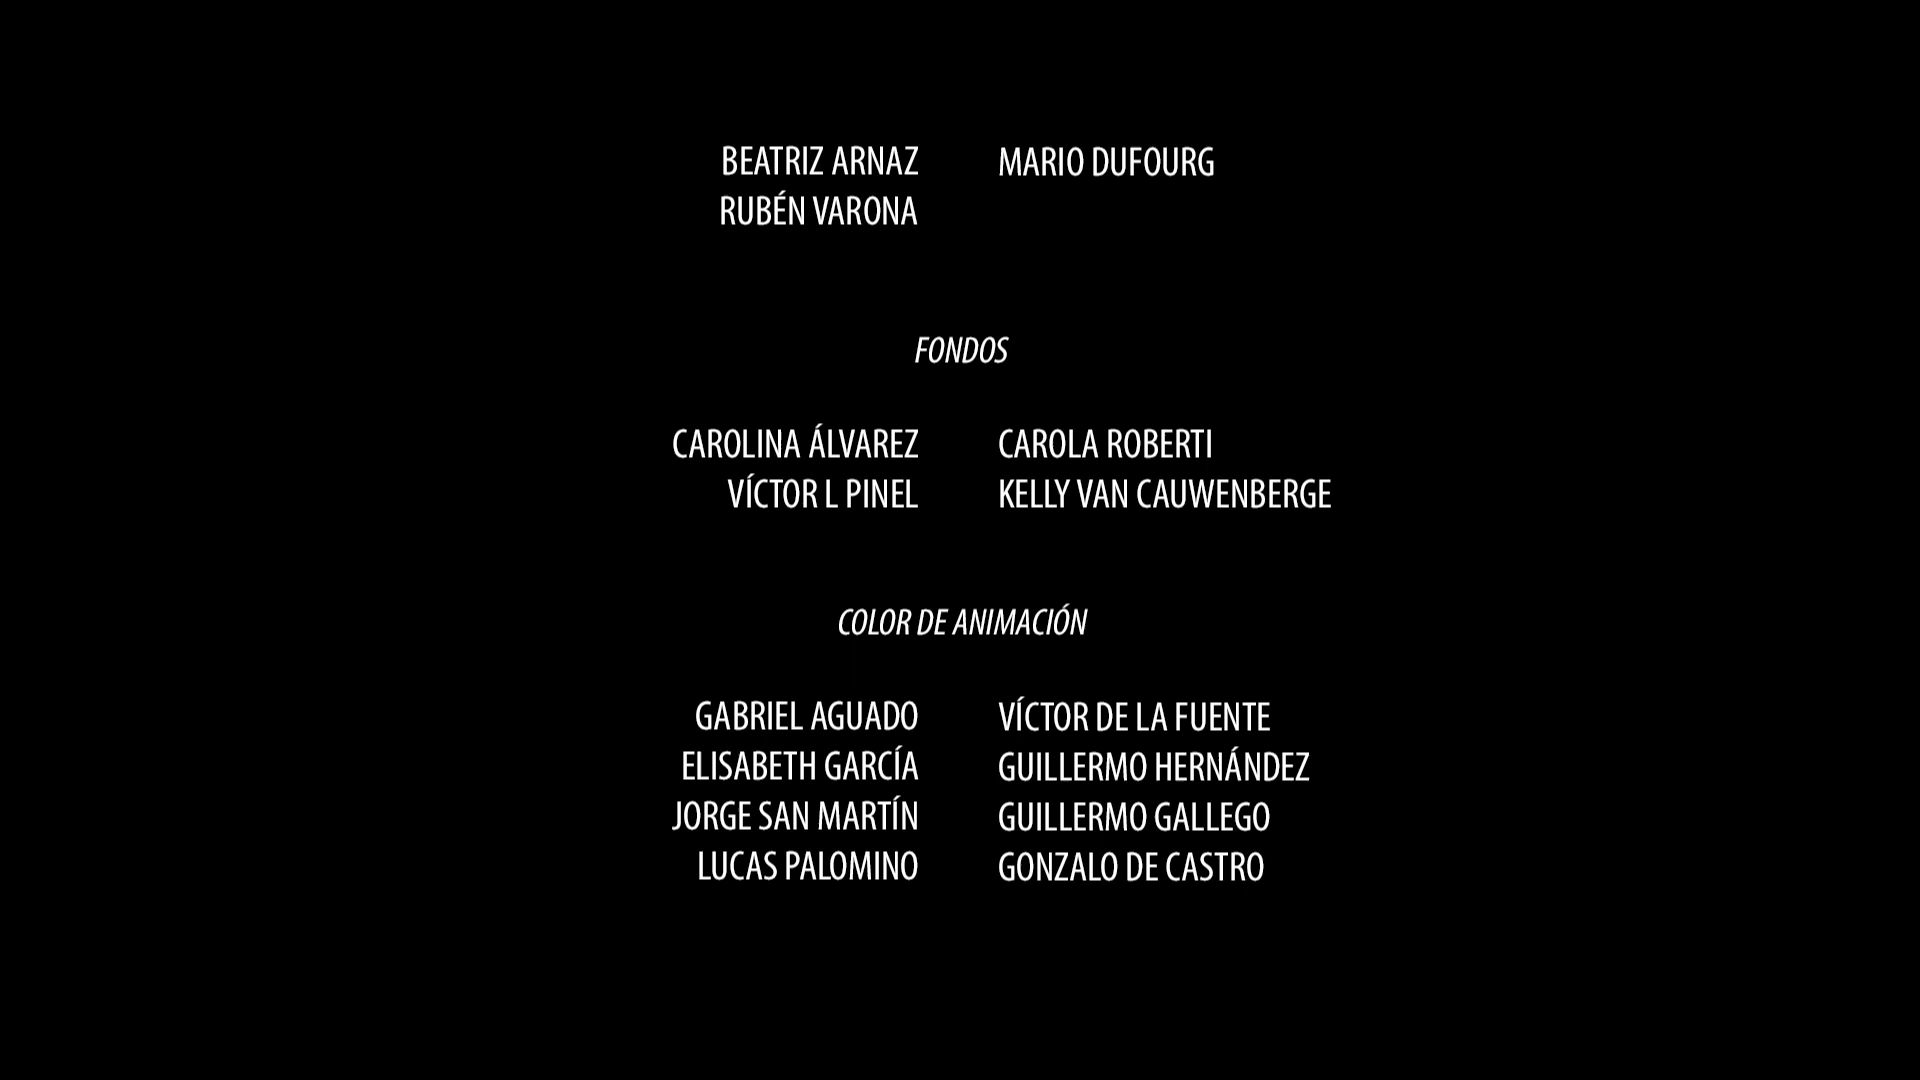 BEATRIZ ARNAZ MARIO DUFOURG
RUBÉN VARONA
FONDOS
CAROLINA ÁLVAREZ CAROLA ROBERTI
VÍCTOR L PINEL KELLY VAN CAUWENBERGE
COLOR DE ANIMACIÓN
GABRIEL AGUADO VÍCTOR DE LA FUENTE
ELISABETH GARCÍA GUILLERMO HERNÁNDEZ
JORGE SAN MARTÍN GUILLERMO GALLEGO
LUCAS PALOMINO GONZALO DE CASTRO